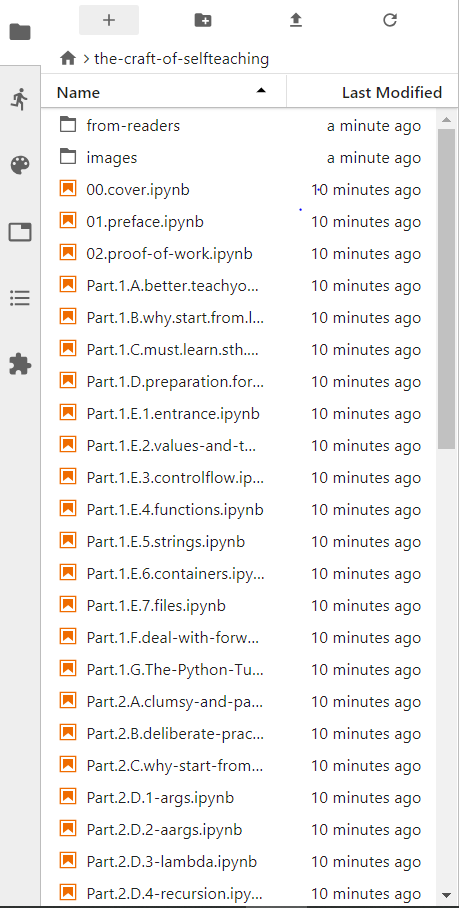 the-craft-of-selfteaching
Name Last Modified
from-readers a minute ago
images a minute ago
00.cover.ipynb 10 minutes ago
01.preface.ipynb 10 minutes ago
02.proof-of-work.ipynb 10 minutes ago
Part.1.A.better.teachyo... 10 minutes ago
Part.1.B.why.start.from.l... 10 minutes ago
Part.1.C.must.learn.sth.... 10 minutes ago
Part.1.D.preparation.for... 10 minutes ago
Part.1.E.1.entrance.ipynb 10 minutes ago
Part.1.E.2.values-and-t... 10 minutes ago
Part.1.E.3.controlflow.ip... 10 minutes ago
Part.1.E.4.functions.ipynb 10 minutes ago
Part.1.E.5.strings.ipynb 10 minutes ago
Part.1.E.6.containers.ipy... 10 minutes ago
Part.1.E.7.files.ipynb 10 minutes ago
Part.1.F.deal-with-forw... 10 minutes ago
Part.1.G.The-Python-Tu... 10 minutes ago
Part.2.A.clumsy-and-pa... 10 minutes ago
Part.2.B.deliberate-prac... 10 minutes ago
Part.2.C.why-start-from... 10 minutes ago
Part.2.D.1-args.ipynb 10 minutes ago
Part.2.D.2-aargs.ipynb 10 minutes ago
Part.2.D.3-lambda.ipynb 10 minutes ago
Part.2.D.4-recursion.ipy... 10 minutes ago